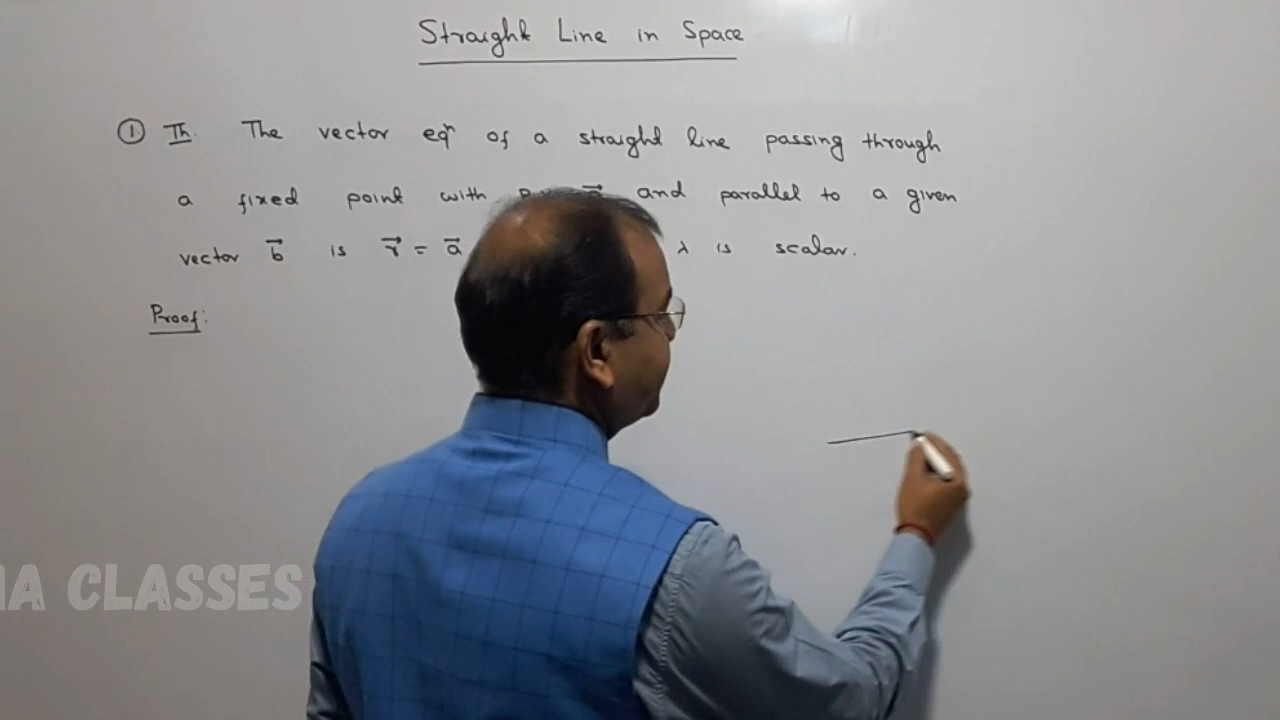 Straight Line in Space
① Th. The vector eqⁿ of a straight line passing through
a fixed point with and parallel to a given
vector b⃗ is r⃗ = a⃗ λ is scalar.
Proof:
CLASSES